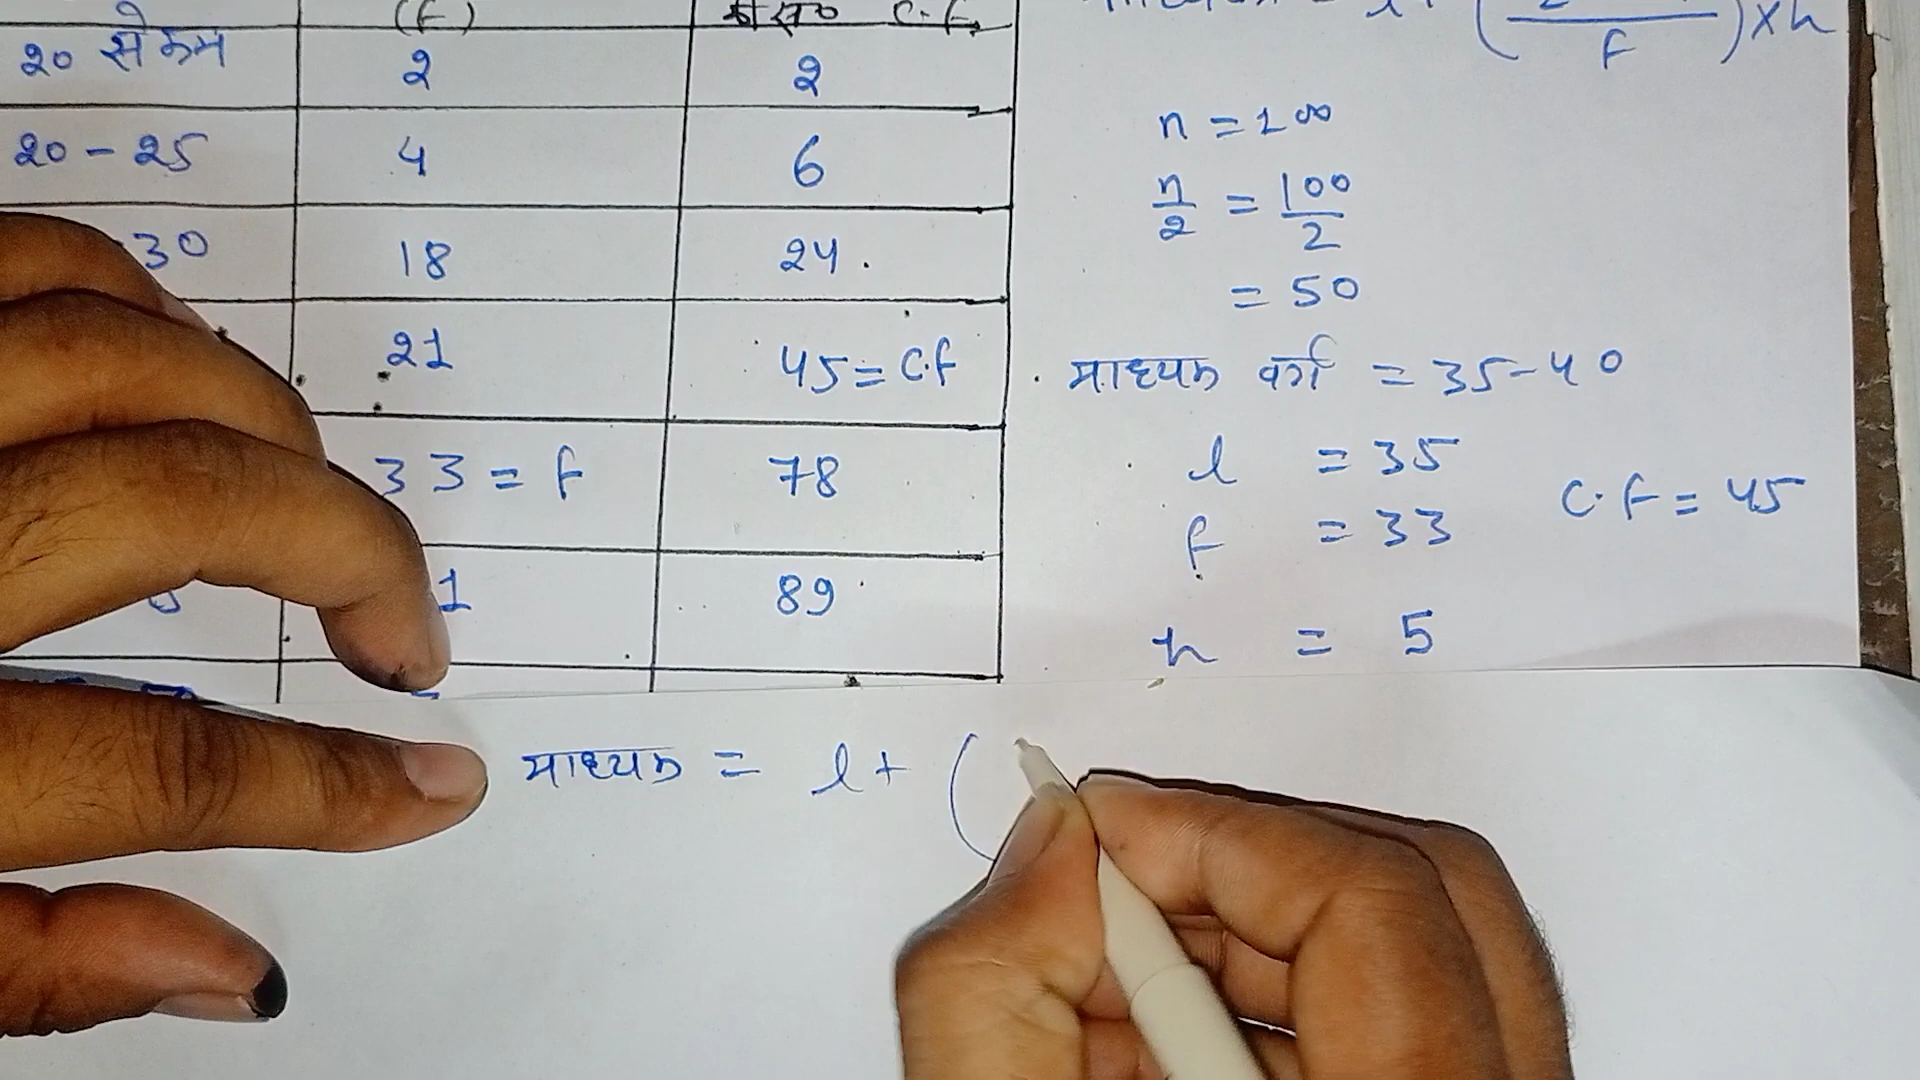 (f) C.f.
20 से कम 2 2
20 - 25 4 6
30 18 24
21 45 = C.f
33 = f 78
1 89
f ) x h
n = 100
n/2 = 100/2
= 50
माध्यक वर्ग = 35-40
l = 35
f = 33 C.f = 45
h = 5
माध्यक = l + (